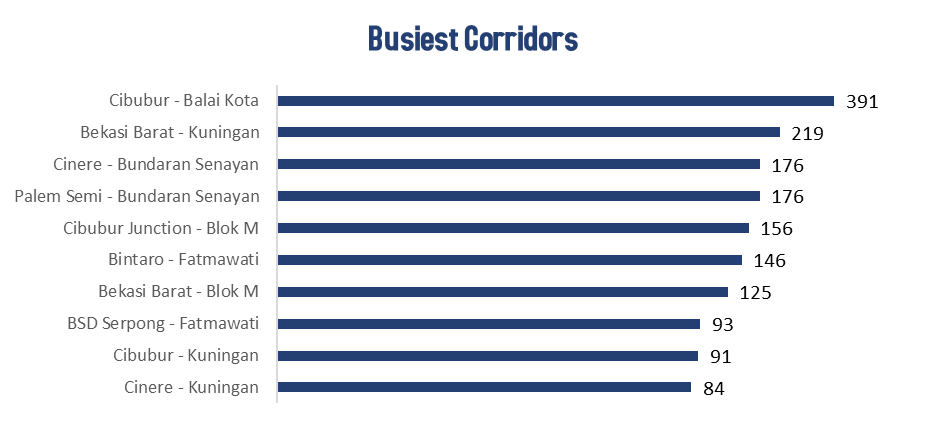 Busiest Corridors
Cibubur - Balai Kota 391
Bekasi Barat - Kuningan 219
Cinere - Bundaran Senayan 176
Palem Semi - Bundaran Senayan 176
Cibubur Junction - Blok M 156
Bintaro - Fatmawati 146
Bekasi Barat - Blok M 125
BSD Serpong - Fatmawati 93
Cibubur - Kuningan 91
Cinere - Kuningan 84